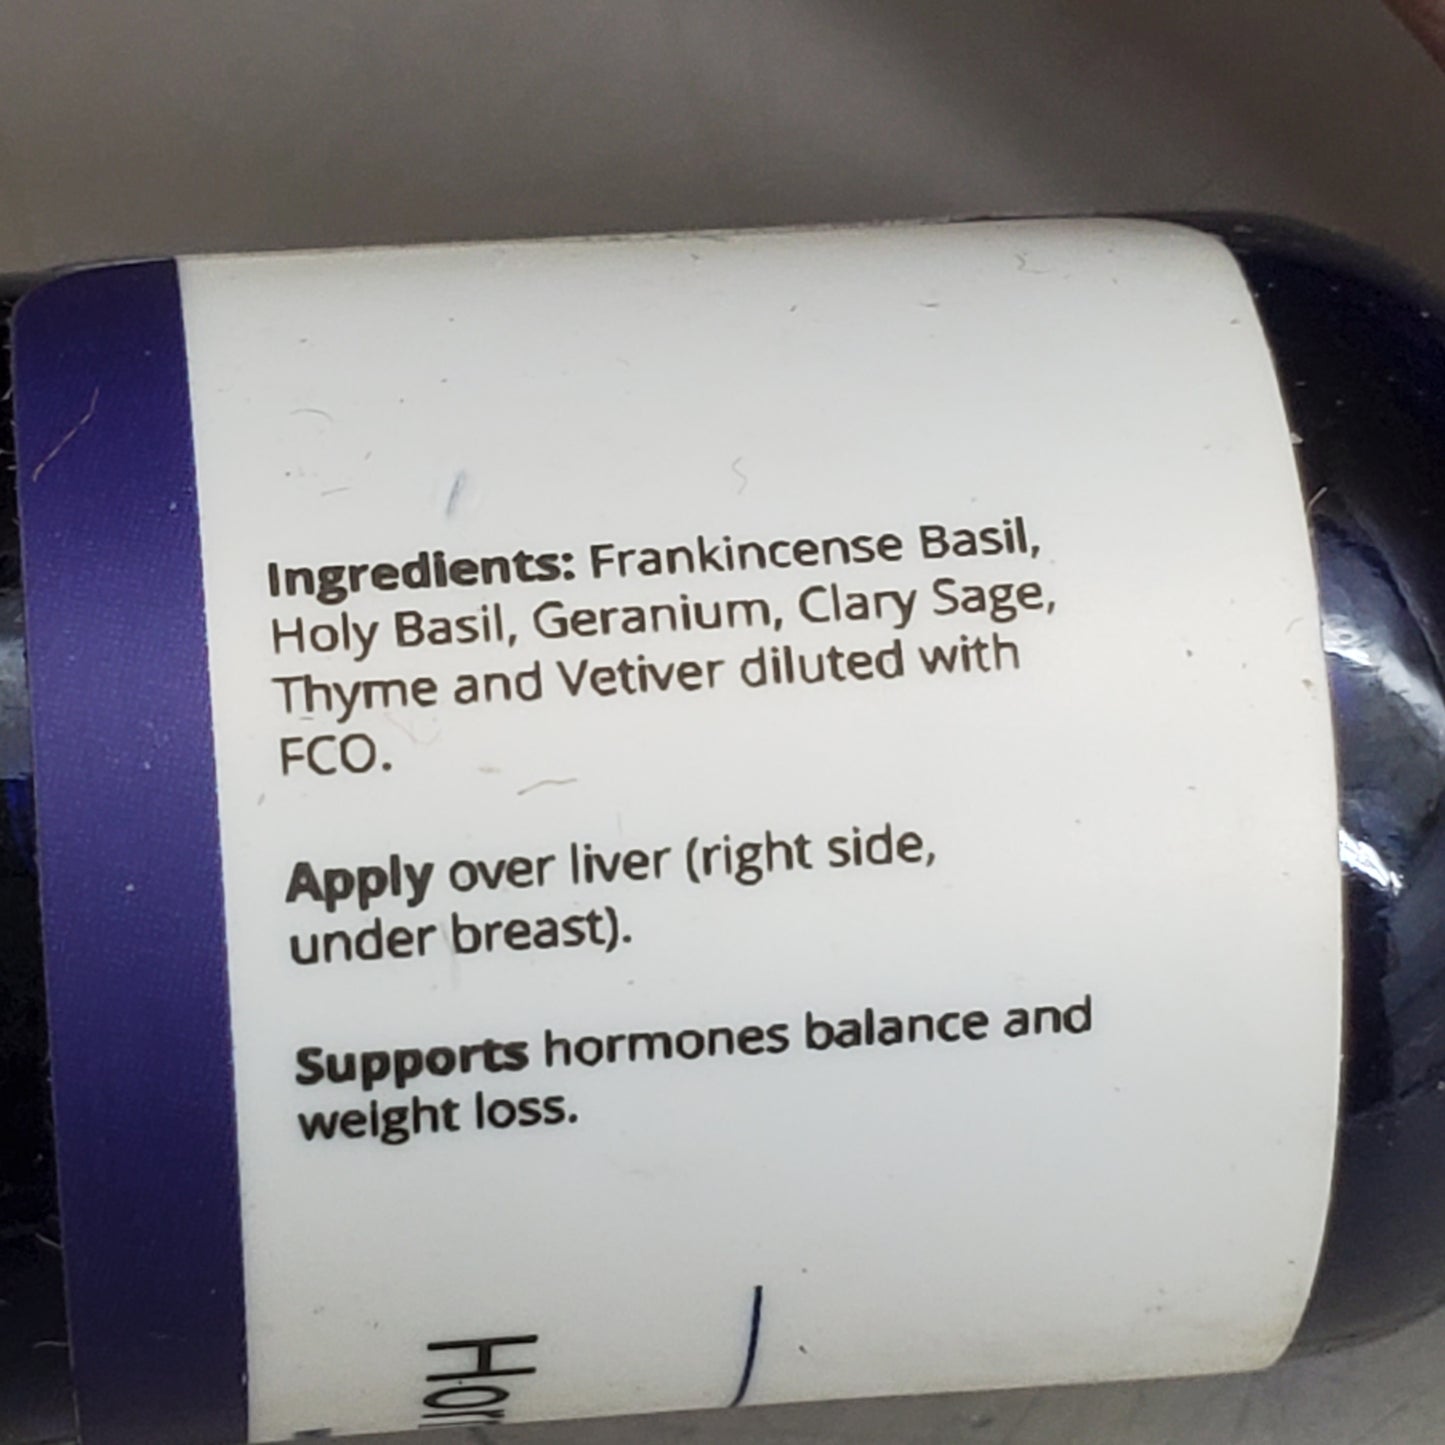 Ingredients: Frankincense Basil,
Holy Basil, Geranium, Clary Sage,
Thyme and Vetiver diluted with
FCO.
Apply over liver (right side,
under breast).
Supports hormones balance and
weight loss.